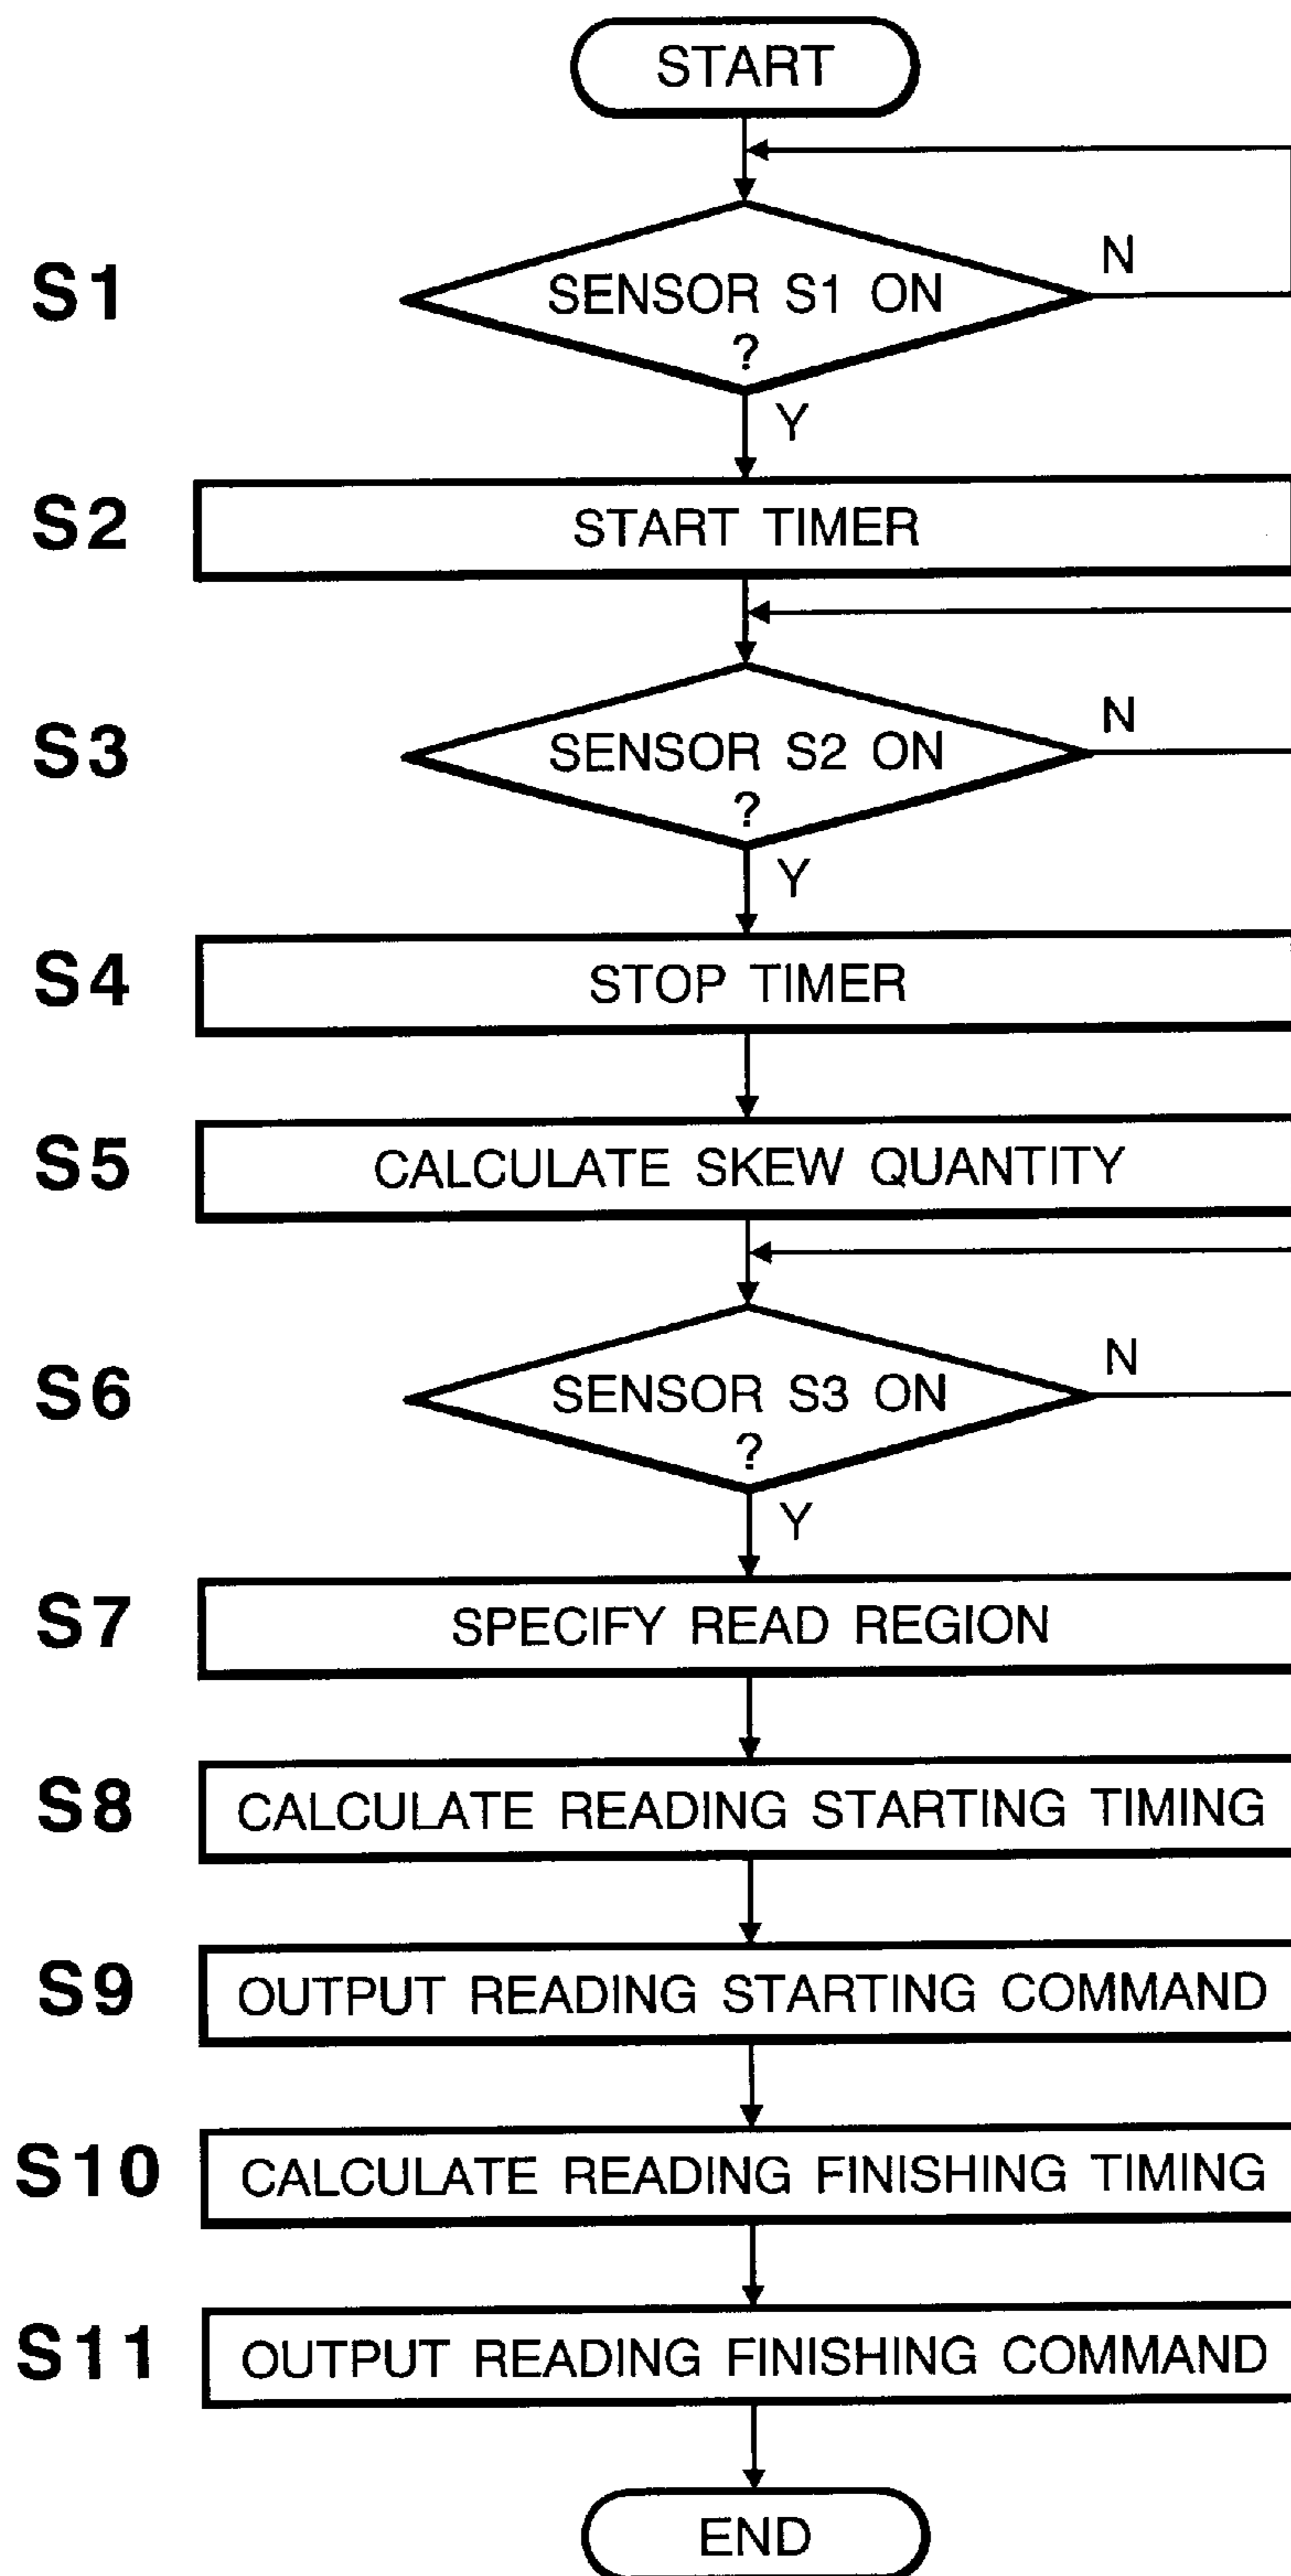 START
S1
SENSOR S1 ON
?
N
Y
S2
START TIMER
S3
SENSOR S2 ON
?
N
Y
S4
STOP TIMER
S5
CALCULATE SKEW QUANTITY
S6
SENSOR S3 ON
?
N
Y
S7
SPECIFY READ REGION
S8
CALCULATE READING STARTING TIMING
S9
OUTPUT READING STARTING COMMAND
S10
CALCULATE READING FINISHING TIMING
S11
OUTPUT READING FINISHING COMMAND
END